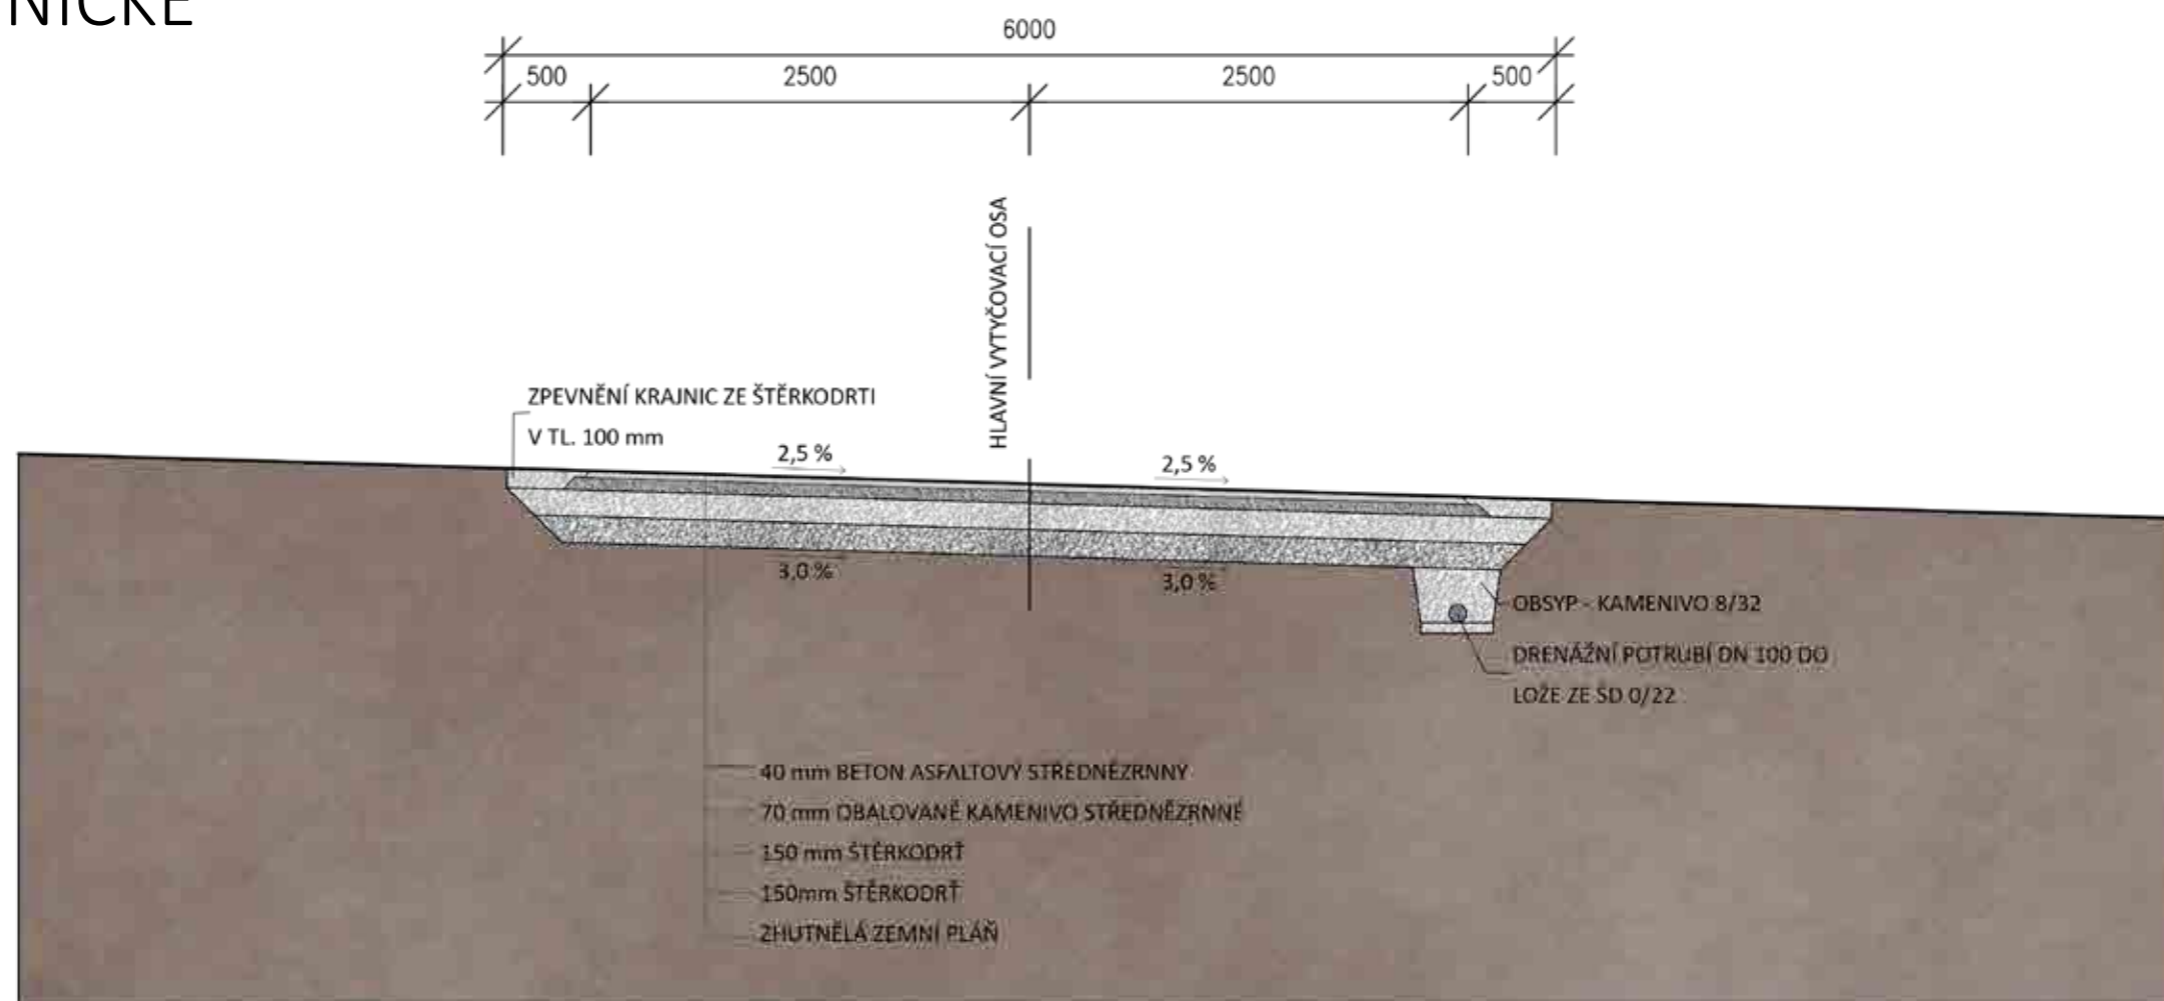 NICKÉ
6000
500 2500 2500 500
HLAVNÍ VYTYČOVACÍ OSA
ZPEVNĚNÍ KRAJNIC ZE ŠTĚRKODRTI
V TL. 100 mm
2,5 % 2,5 %
3,0 % 3,0 %
OBSYP - KAMENIVO 8/32
DRENÁŽNÍ POTRUBÍ DN 100 DO
LOŽE ZE ŠD 0/22
40 mm BETON ASFALTOVÝ STŘEDNĚZRNNÝ
70 mm OBALOVANÉ KAMENIVO STŘEDNĚZRNNÉ
150 mm ŠTĚRKODRŤ
150mm ŠTĚRKODRŤ
ZHUTNĚLÁ ZEMNÍ PLÁŇ